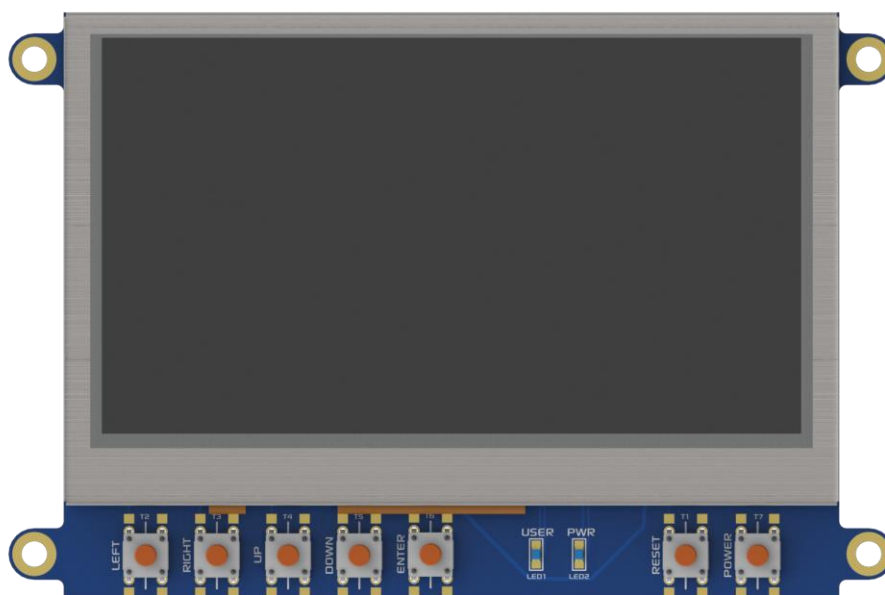 T2
T3
T4
T5
T6
T1
T7
LEFT
RIGHT
UP
DOWN
ENTER
USER
PWR
LED1
LED2
RESET
POWER